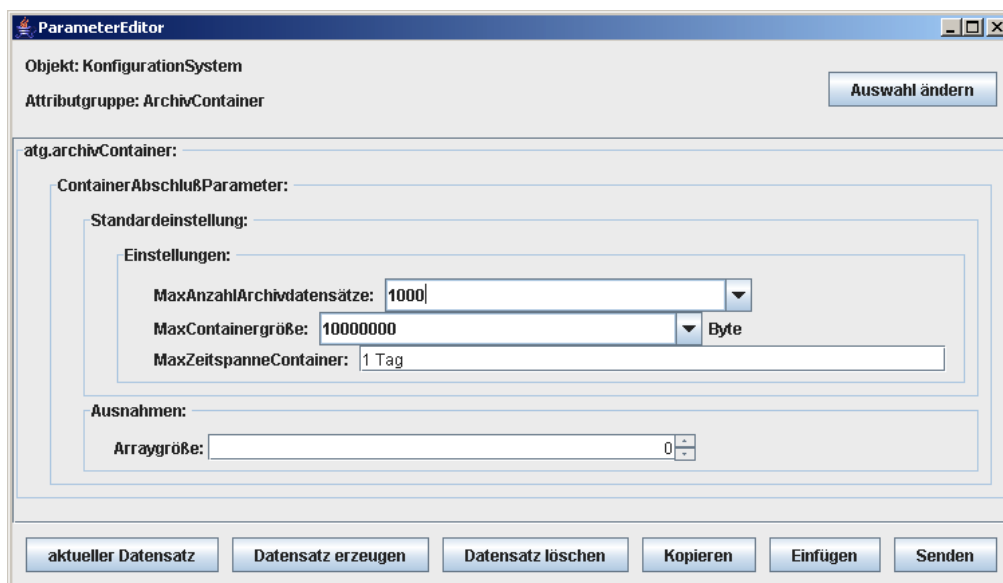 ParameterEditor
Objekt: KonfigurationSystem
Auswahl ändern
Attributgruppe: ArchivContainer
atg.archivContainer:
ContainerAbschlußParameter:
Standardeinstellung:
Einstellungen:
MaxAnzahlArchivdatensätze: 1000
MaxContainergröße: 10000000 Byte
MaxZeitspanneContainer: 1 Tag
Ausnahmen:
Arraygröße: 0
aktueller Datensatz Datensatz erzeugen Datensatz löschen Kopieren Einfügen Senden